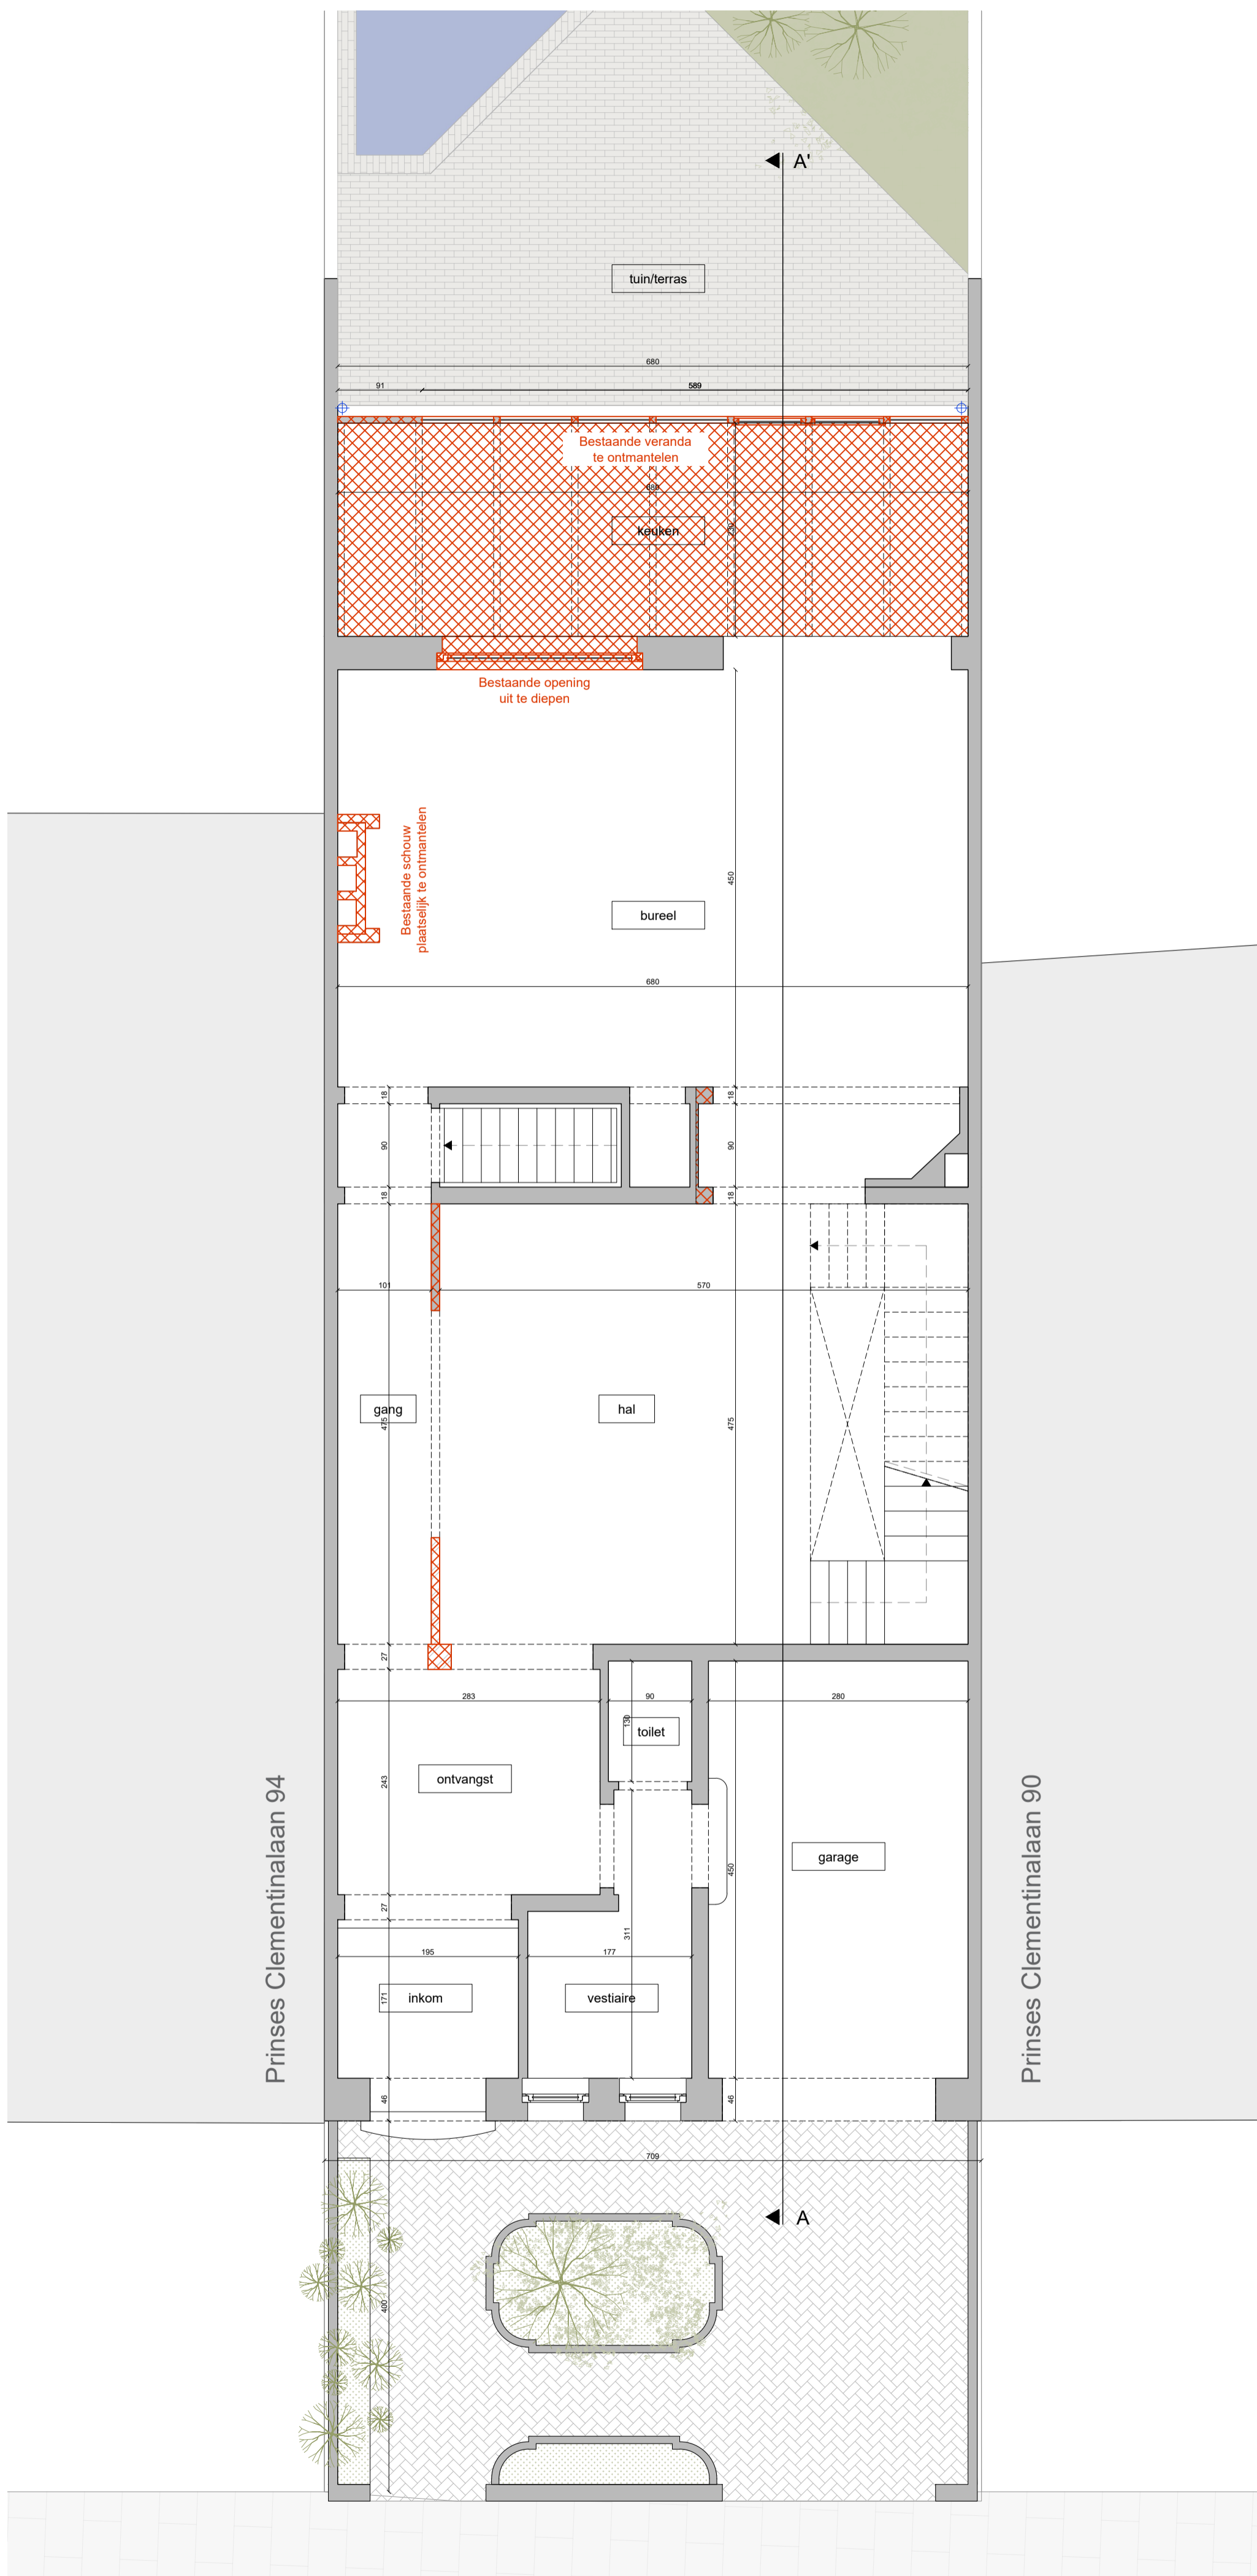 A'
tuin/terras
680
91
589
Bestaande veranda
te ontmantelen
680
keuken
230
Bestaande opening
uit te diepen
Bestaande schouw
plaatselijk te ontmantelen
450
bureel
680
18
18
90
90
18
18
101
570
gang
475
hal
475
27
283
90
280
130
toilet
243
ontvangst
garage
450
27
311
195
177
171
inkom
vestiaire
Prinses Clementinalaan 94
Prinses Clementinalaan 90
46
46
709
A
400